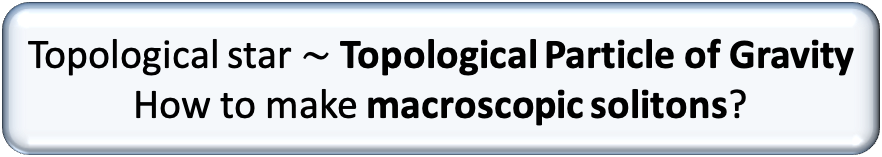 Topological star ~ Topological Particle of Gravity
How to make macroscopic solitons?